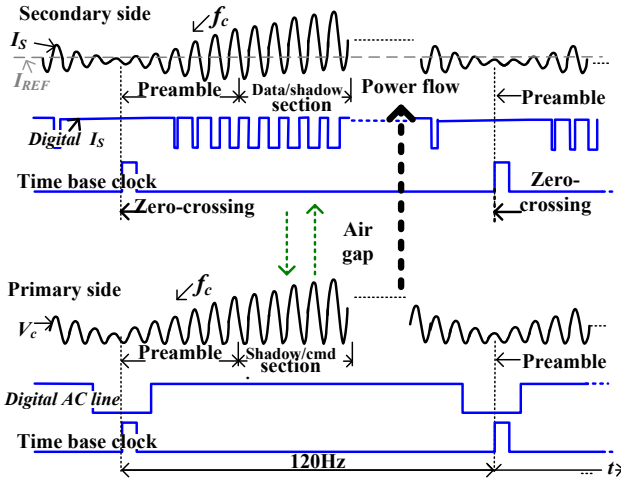 Secondary side
f_c
I_S
I_REF
Preamble
Data/shadow section
Power flow
Preamble
Digital I_S
Time base clock
Zero-crossing
Zero-crossing
Air gap
Primary side
f_c
V_c
Preamble
Shadow/cmd section
Preamble
Digital AC line
Time base clock
120Hz
t